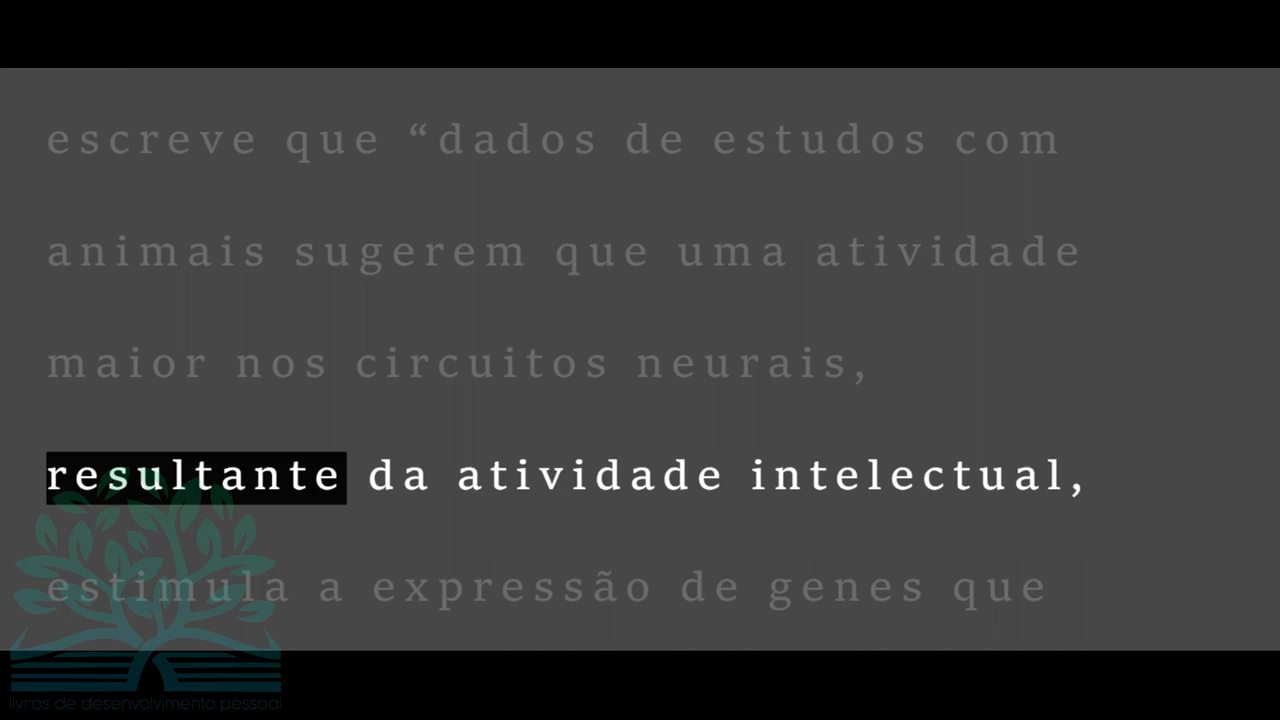 escreve que “dados de estudos com
animais sugerem que uma atividade
maior nos circuitos neurais,
resultante da atividade intelectual,
estimula a expressão de genes que
livros de desenvolvimento pessoal